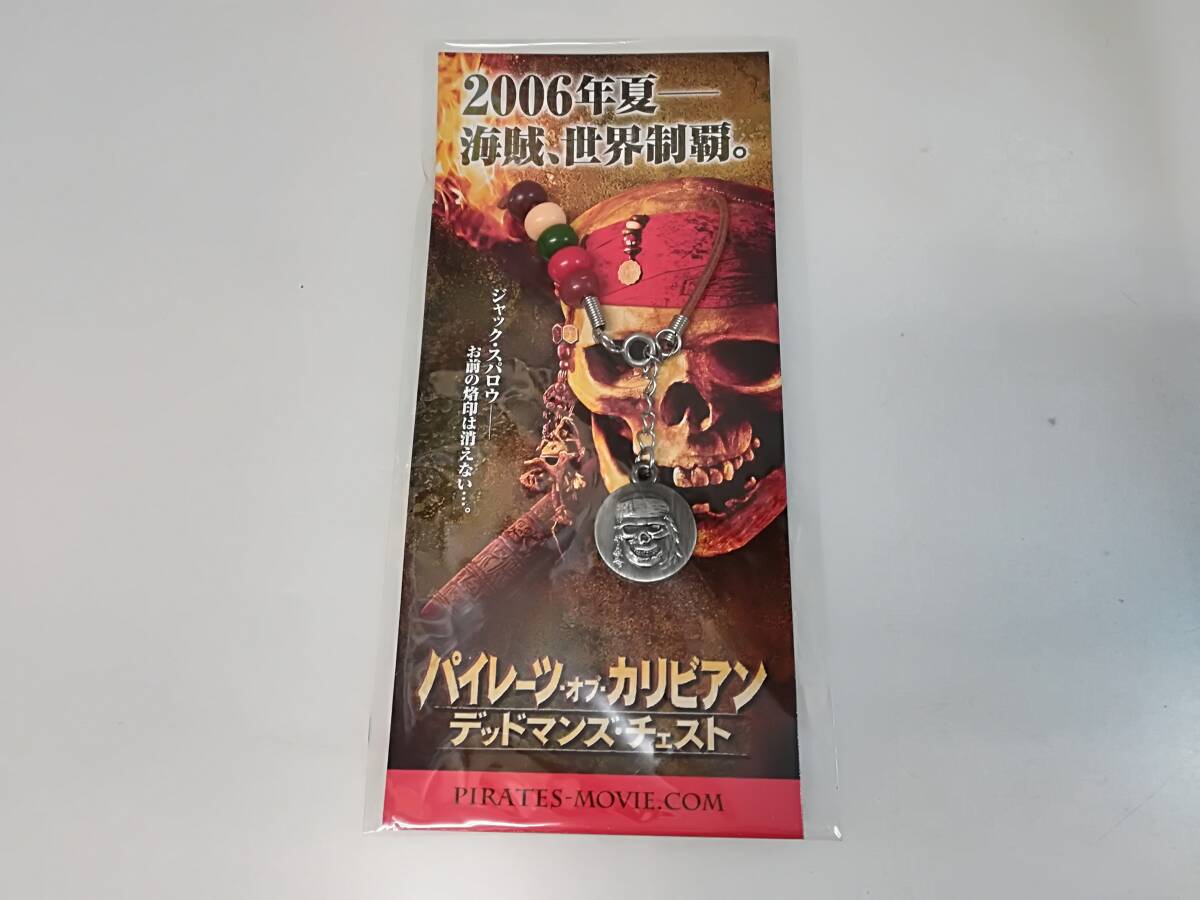 2006年夏──
海賊、世界制覇。
ジャック・スパロウ──
お前の烙印は消えない…。
パイレーツ・オブ・カリビアン
デッドマンズ・チェスト
PIRATES-MOVIE.COM